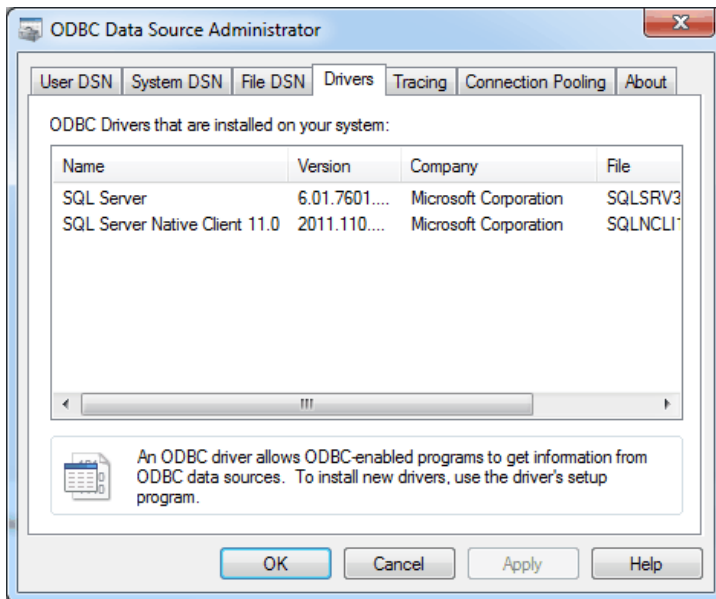 ODBC Data Source Administrator
User DSN System DSN File DSN Drivers Tracing Connection Pooling About
ODBC Drivers that are installed on your system:
Name Version Company File
SQL Server 6.01.7601.... Microsoft Corporation SQLSRV3
SQL Server Native Client 11.0 2011.110.... Microsoft Corporation SQLNCLI1
An ODBC driver allows ODBC-enabled programs to get information from
ODBC data sources. To install new drivers, use the driver's setup
program.
OK Cancel Apply Help